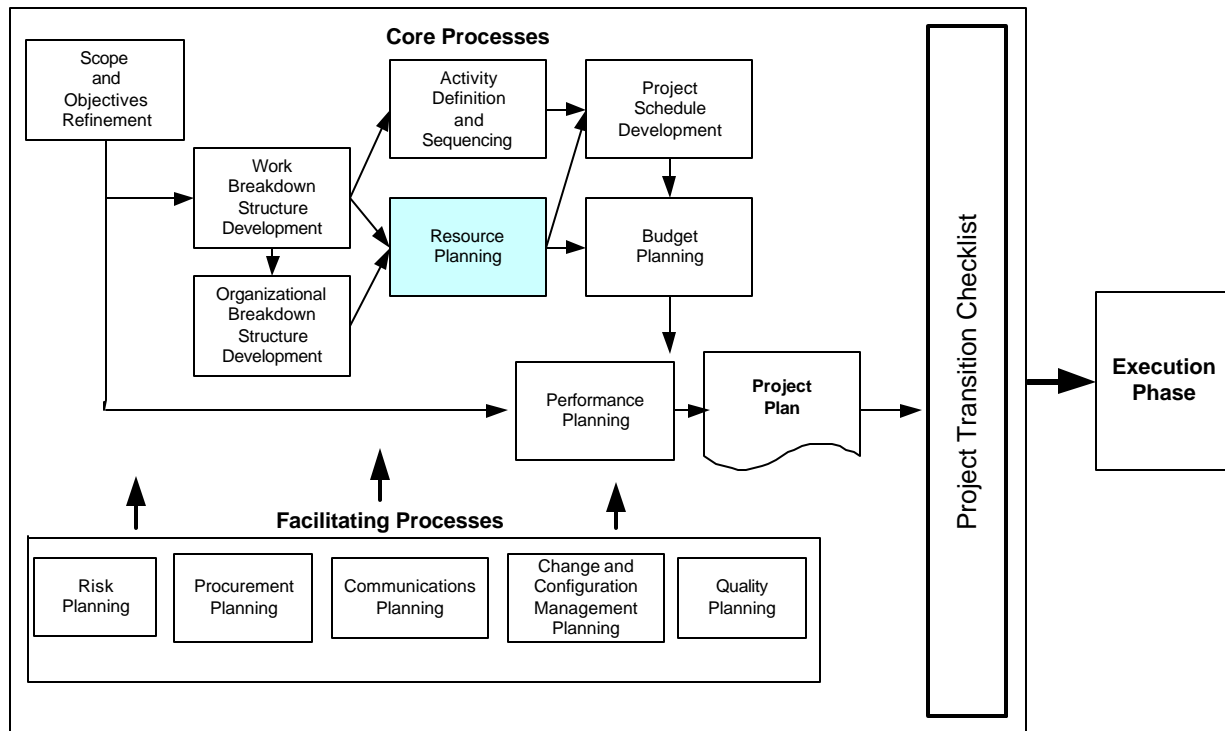 Core Processes
Scope
and
Objectives
Refinement
Activity
Definition
and
Sequencing
Project
Schedule
Development
Work
Breakdown
Structure
Development
Resource
Planning
Budget
Planning
Organizational
Breakdown
Structure
Development
Performance
Planning
Project
Plan
Project Transition Checklist
Execution
Phase
Facilitating Processes
Risk
Planning
Procurement
Planning
Communications
Planning
Change and
Configuration
Management
Planning
Quality
Planning